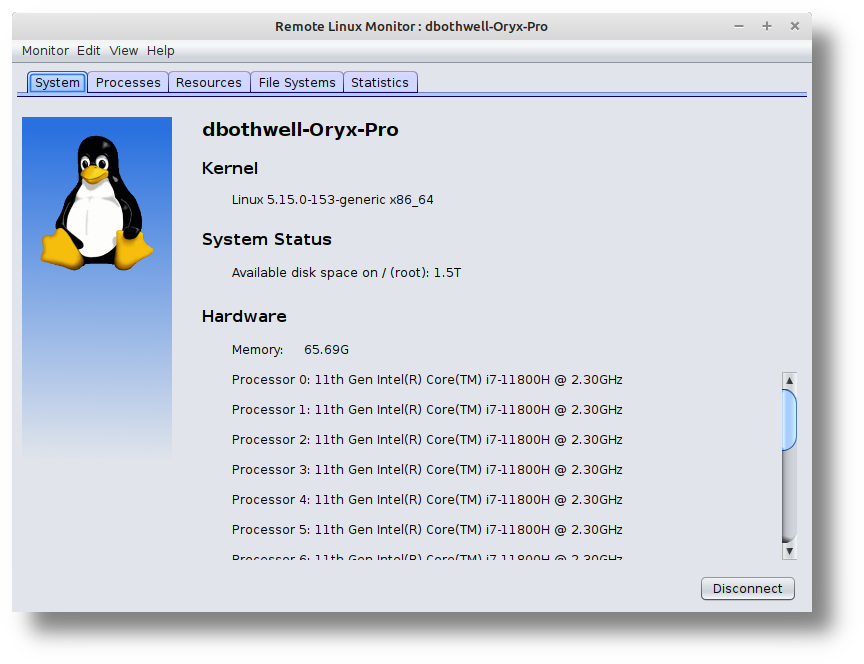 Remote Linux Monitor : dbothwell-Oryx-Pro
Monitor Edit View Help
System Processes Resources File Systems Statistics
dbothwell-Oryx-Pro
Kernel
Linux 5.15.0-153-generic x86_64
System Status
Available disk space on / (root): 1.5T
Hardware
Memory: 65.69G
Processor 0: 11th Gen Intel(R) Core(TM) i7-11800H @ 2.30GHz
Processor 1: 11th Gen Intel(R) Core(TM) i7-11800H @ 2.30GHz
Processor 2: 11th Gen Intel(R) Core(TM) i7-11800H @ 2.30GHz
Processor 3: 11th Gen Intel(R) Core(TM) i7-11800H @ 2.30GHz
Processor 4: 11th Gen Intel(R) Core(TM) i7-11800H @ 2.30GHz
Processor 5: 11th Gen Intel(R) Core(TM) i7-11800H @ 2.30GHz
Processor 6: 11th Gen Intel(R) Core(TM) i7-11800H @ 2.30GHz
Disconnect